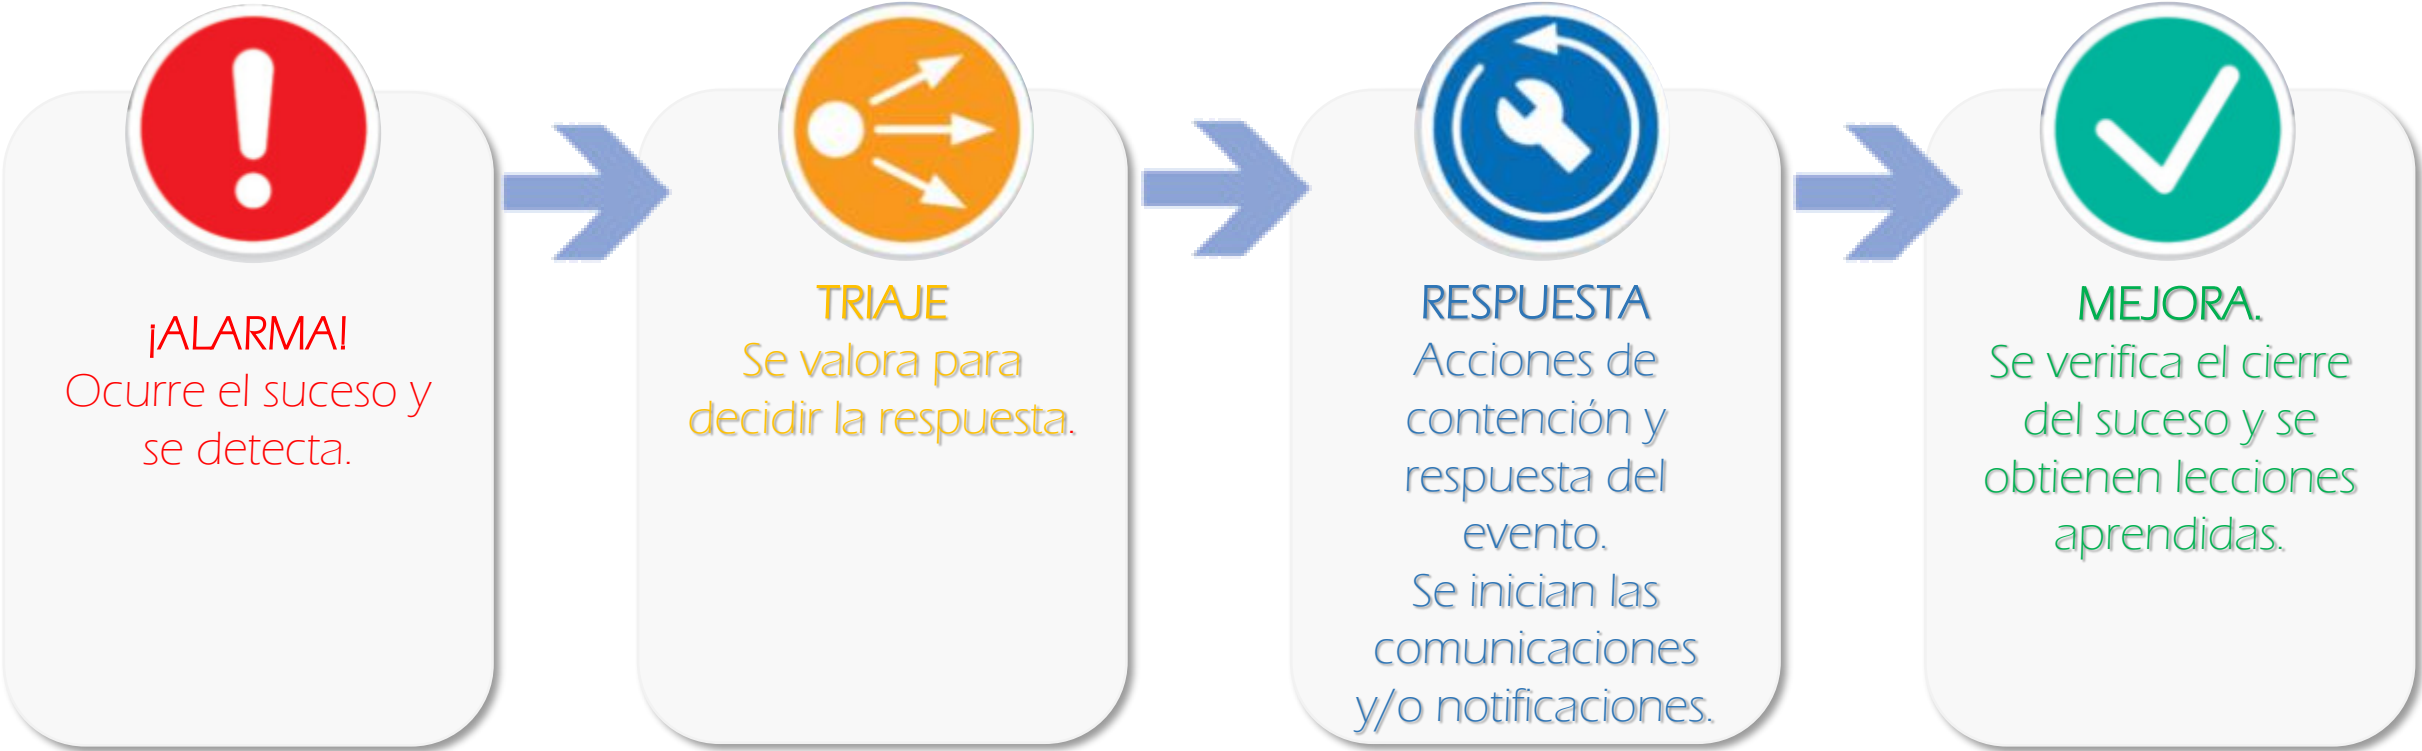 ¡ALARMA!
Ocurre el suceso y
se detecta.
TRIAJE
Se valora para
decidir la respuesta.
RESPUESTA
Acciones de
contención y
respuesta del
evento.
Se inician las
comunicaciones
y/o notificaciones.
MEJORA.
Se verifica el cierre
del suceso y se
obtienen lecciones
aprendidas.